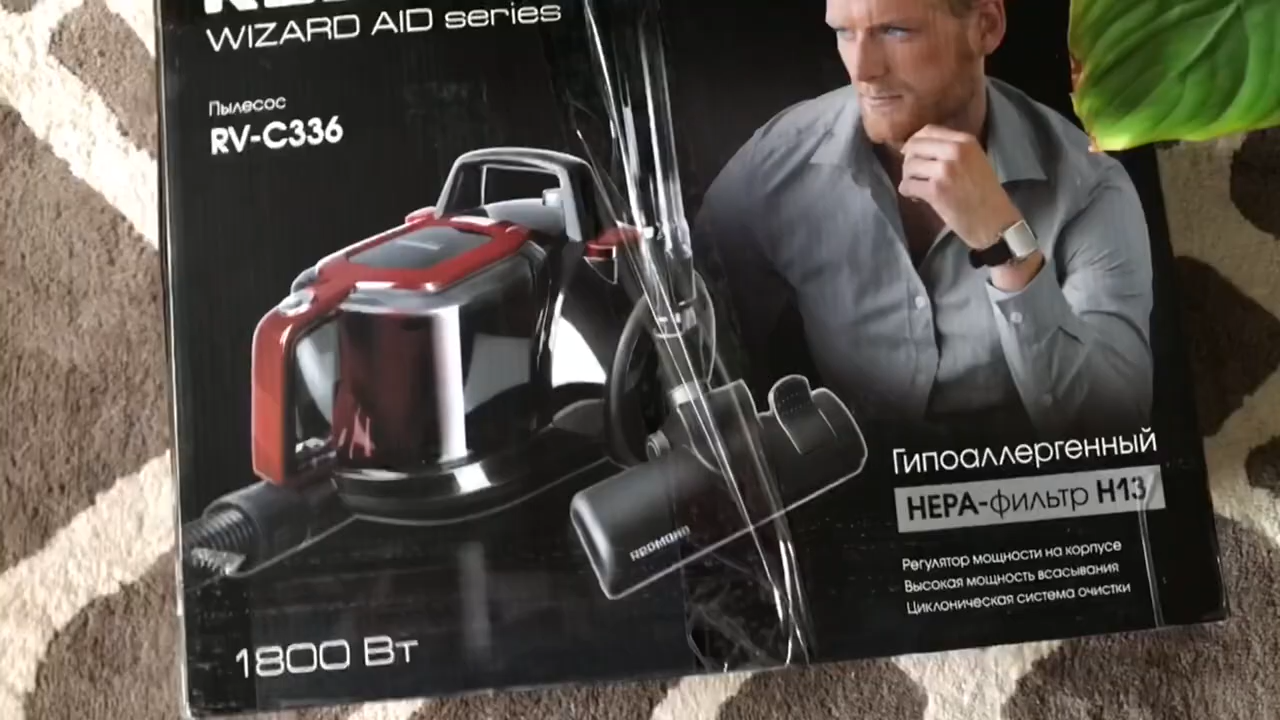 WIZARD AID series
Пылесос
RV-C336
REDMOND
Гипоаллергенный
HEPA-фильтр H13
Регулятор мощности на корпусе
Высокая мощность всасывания
Циклоническая система очистки
1800 Вт